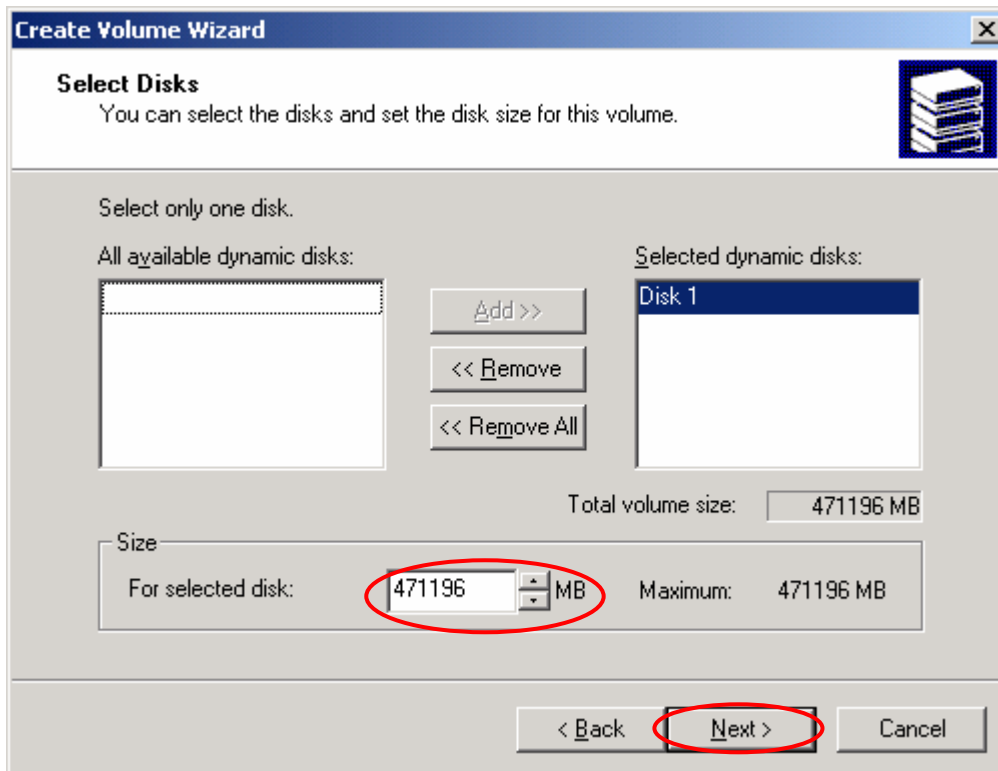 Create Volume Wizard
Select Disks
You can select the disks and set the disk size for this volume.
Select only one disk.
All available dynamic disks:
Selected dynamic disks:
Disk 1
Add >>
<< Remove
<< Remove All
Total volume size: 471196 MB
Size
For selected disk: 471196 MB Maximum: 471196 MB
< Back Next > Cancel